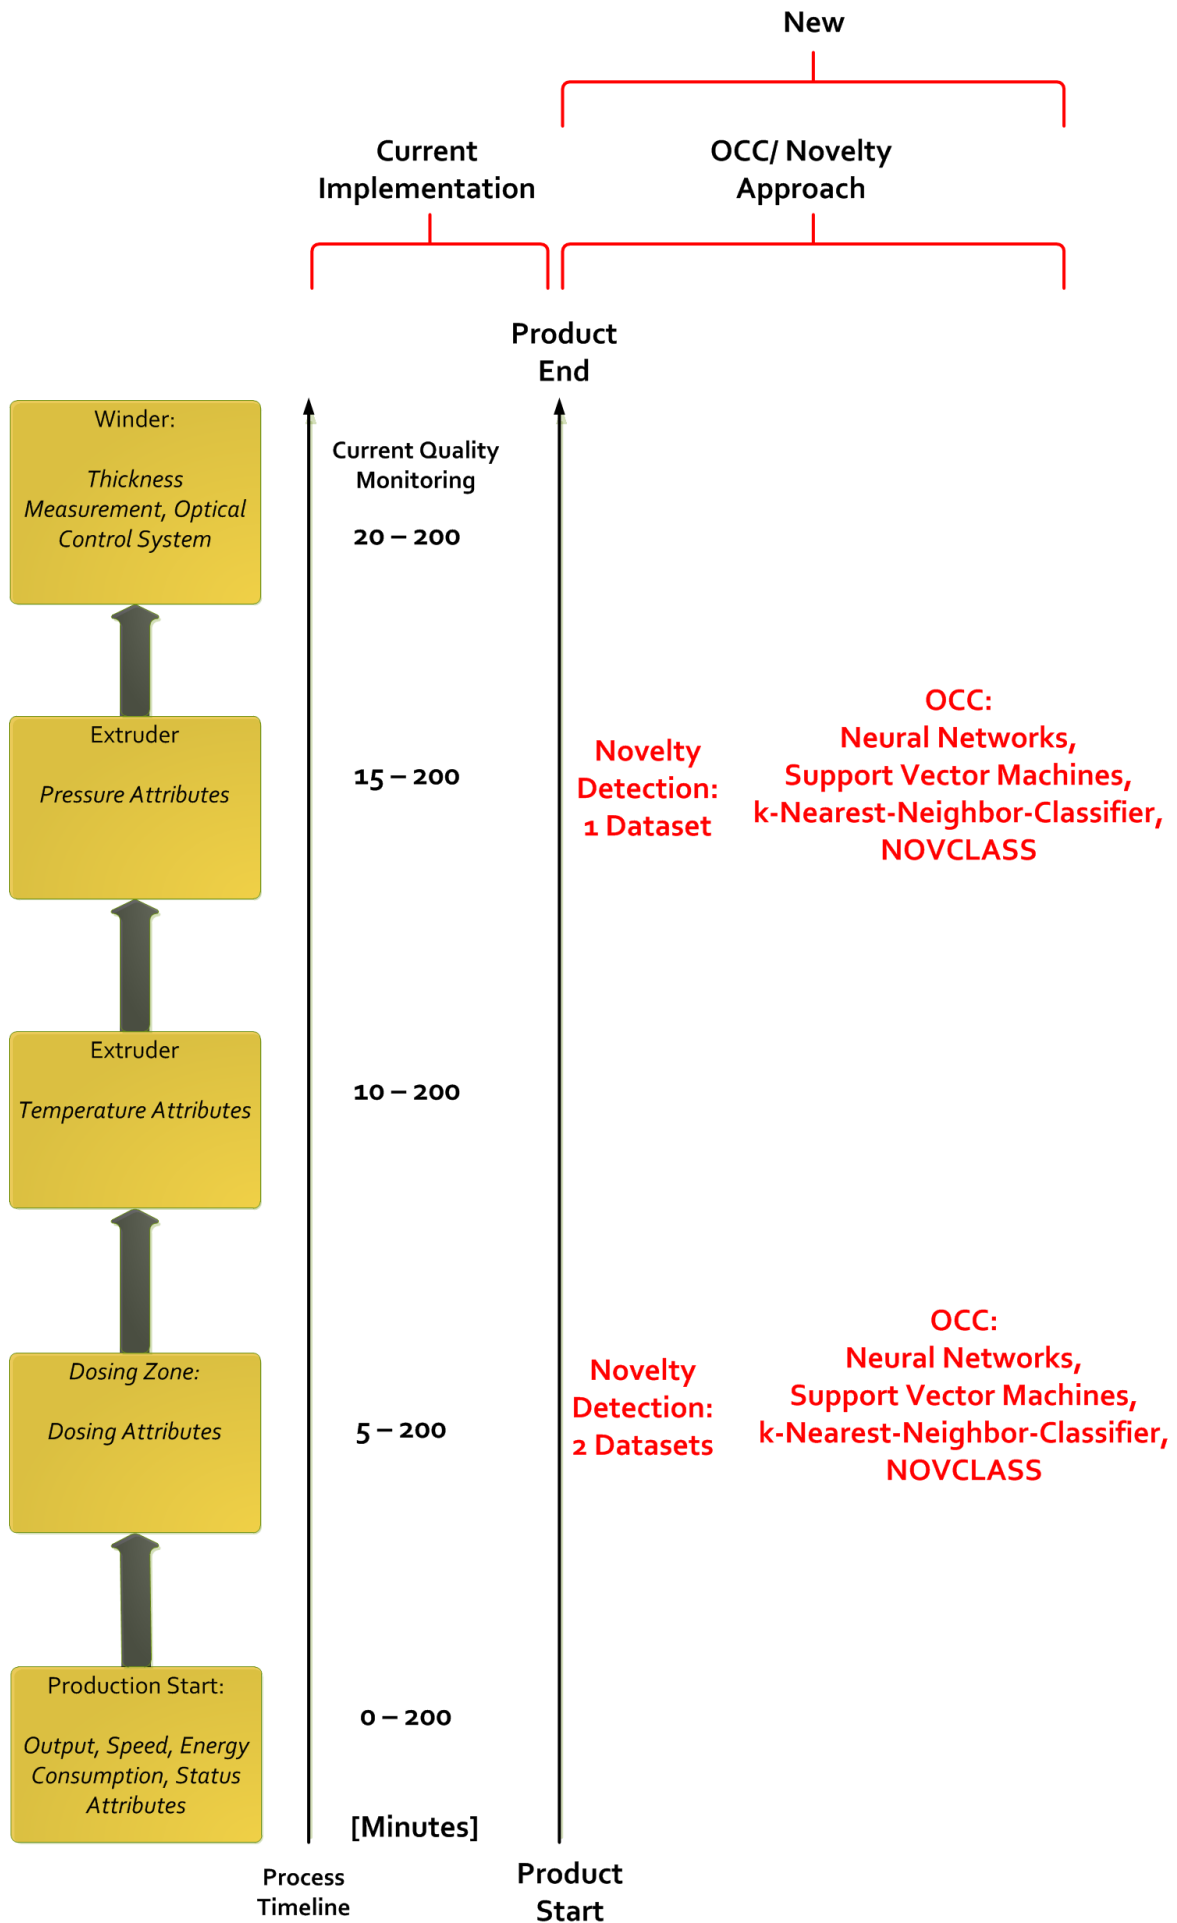 New
Current
Implementation
OCC/ Novelty
Approach
Product
End
Winder:
Thickness
Measurement, Optical
Control System
Current Quality
Monitoring
20 – 200
Extruder
Pressure Attributes
15 – 200
Novelty
Detection:
1 Dataset
OCC:
Neural Networks,
Support Vector Machines,
k-Nearest-Neighbor-Classifier,
NOVCLASS
Extruder
Temperature Attributes
10 – 200
Dosing Zone:
Dosing Attributes
5 – 200
Novelty
Detection:
2 Datasets
OCC:
Neural Networks,
Support Vector Machines,
k-Nearest-Neighbor-Classifier,
NOVCLASS
Production Start:
Output, Speed, Energy
Consumption, Status
Attributes
0 – 200
[Minutes]
Process
Timeline
Product
Start